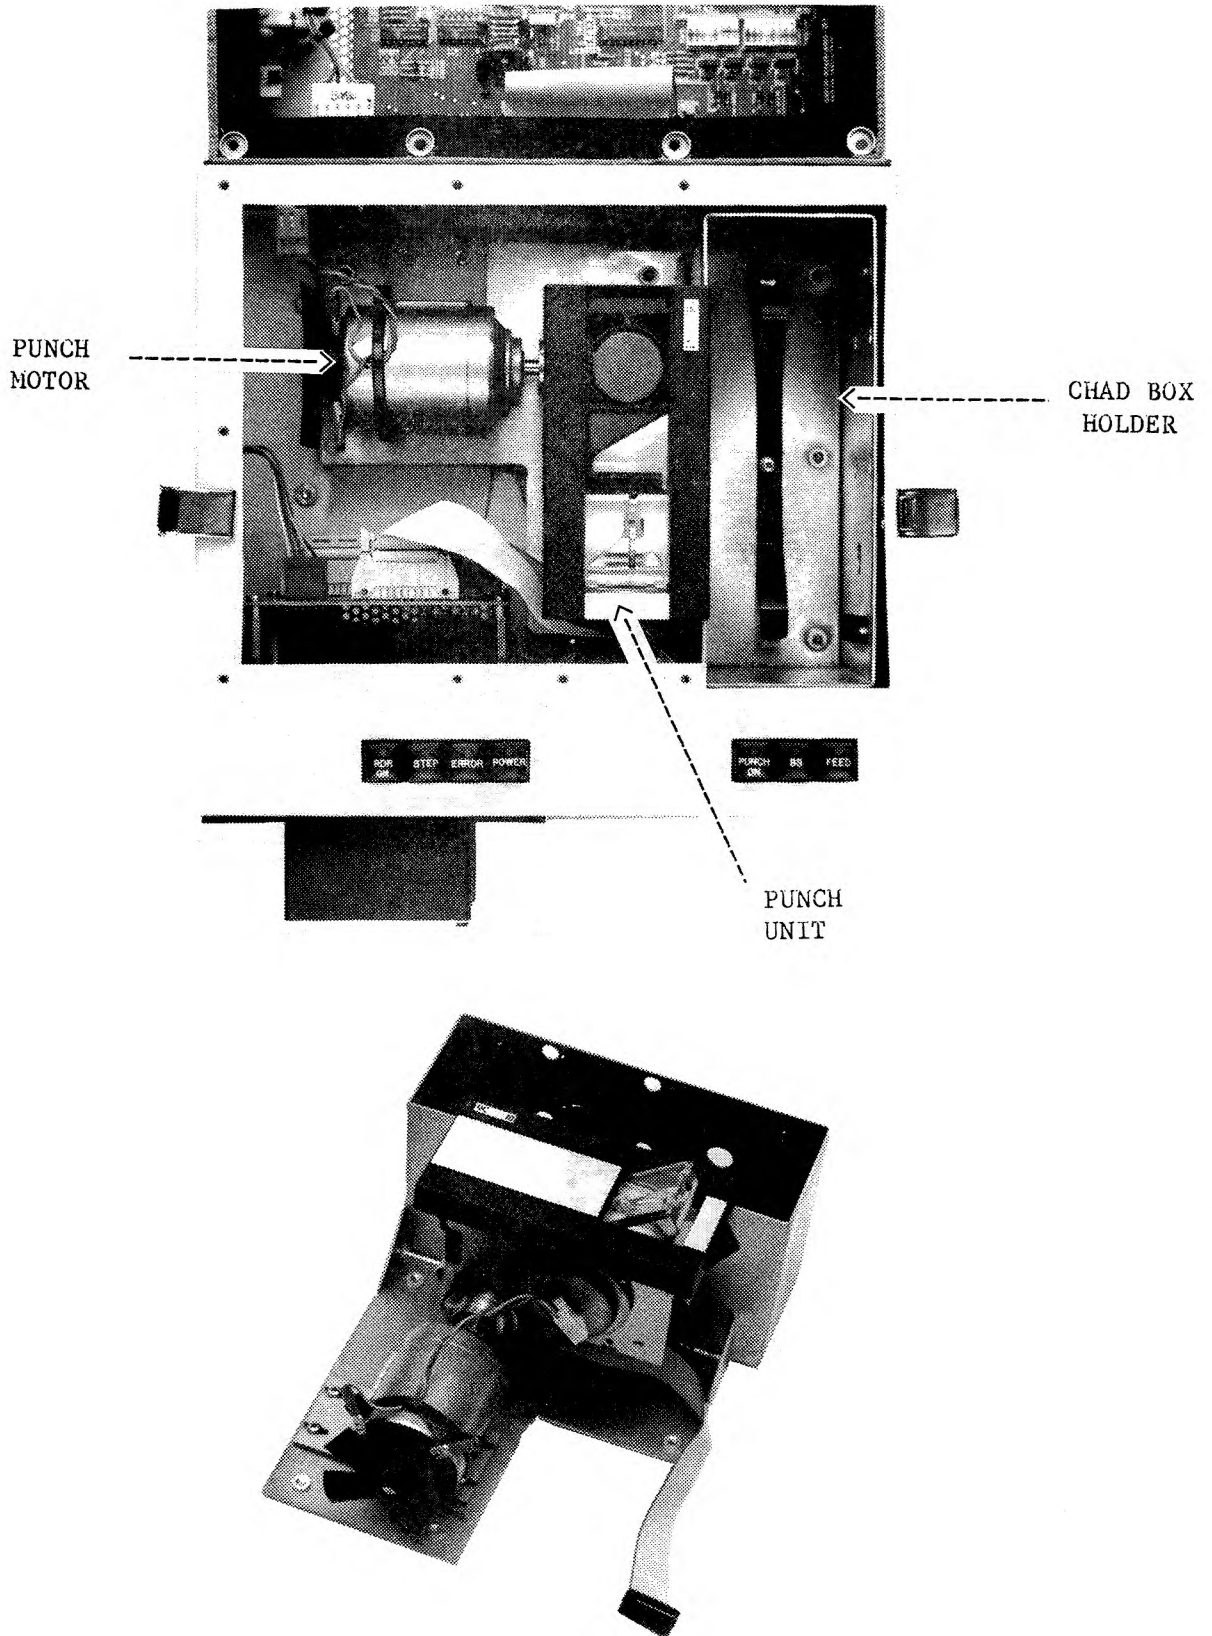 PUNCH
MOTOR
CHAD BOX
HOLDER
RDR
ON
STEP
ERROR
POWER
PUNCH
ON
BS
FEED
PUNCH
UNIT